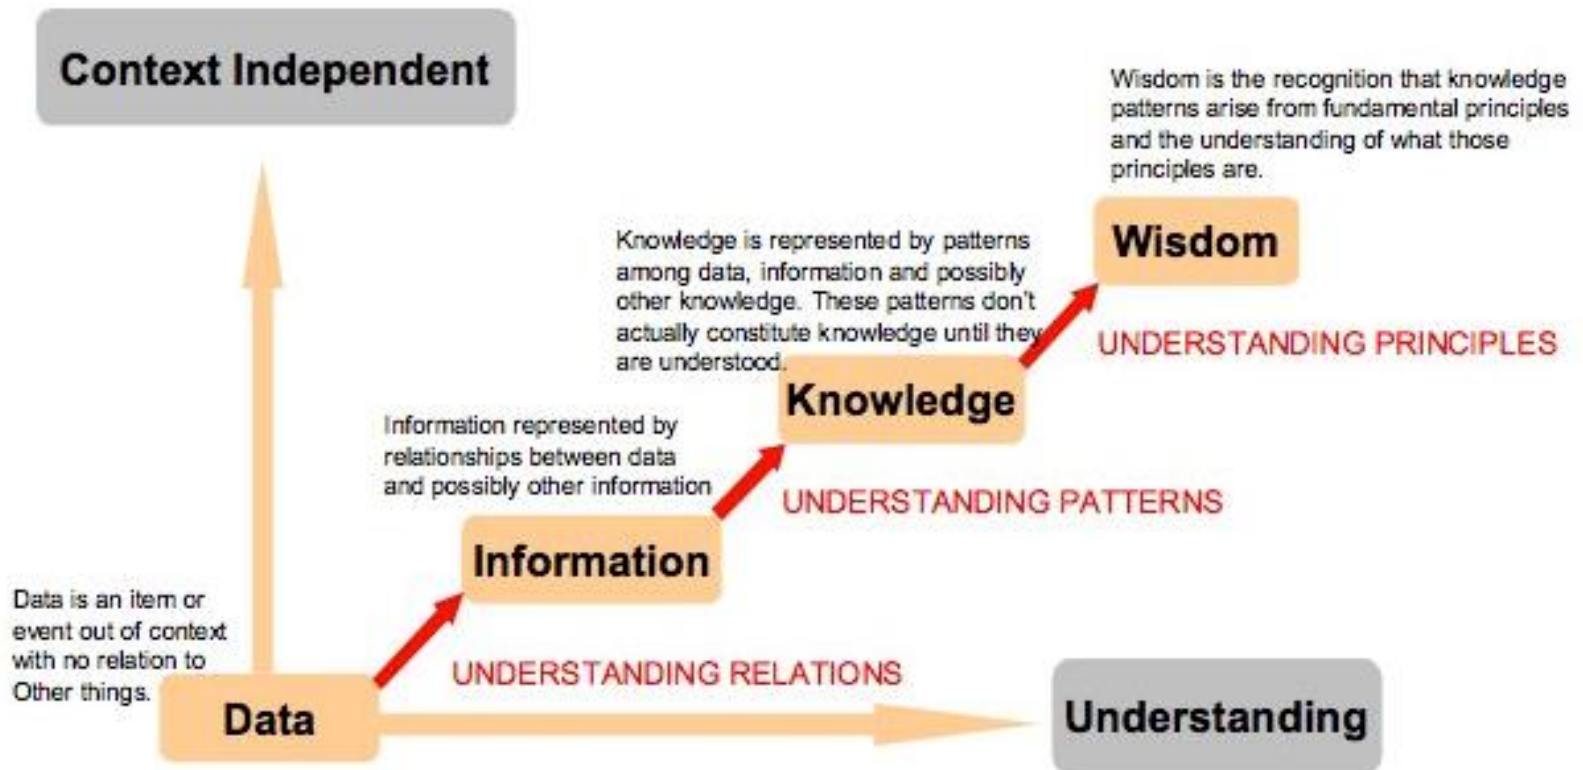 Context Independent
Wisdom is the recognition that knowledge
patterns arise from fundamental principles
and the understanding of what those
principles are.
Wisdom
Knowledge is represented by patterns
among data, information and possibly
other knowledge. These patterns don't
actually constitute knowledge until they
are understood.
UNDERSTANDING PRINCIPLES
Knowledge
Information represented by
relationships between data
and possibly other information
UNDERSTANDING PATTERNS
Information
Data is an item or
event out of context
with no relation to
Other things.
UNDERSTANDING RELATIONS
Data
Understanding